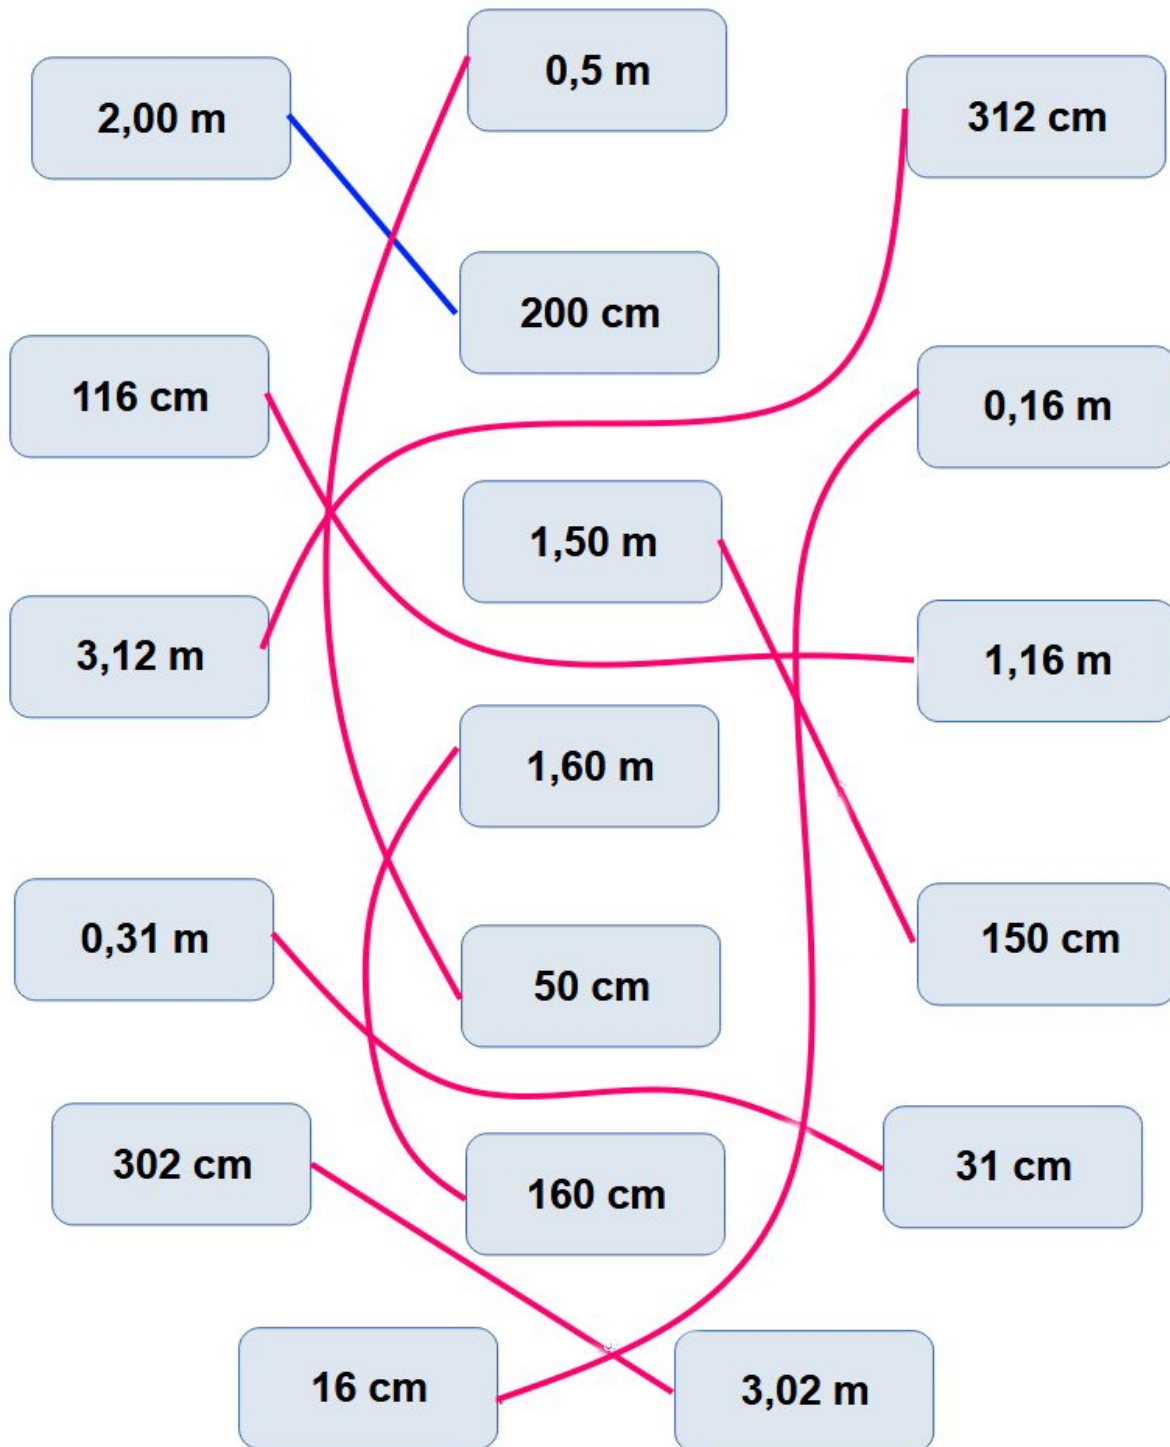 0,5 m
2,00 m
312 cm
200 cm
116 cm
0,16 m
1,50 m
3,12 m
1,16 m
1,60 m
0,31 m
150 cm
50 cm
302 cm
31 cm
160 cm
16 cm
3,02 m